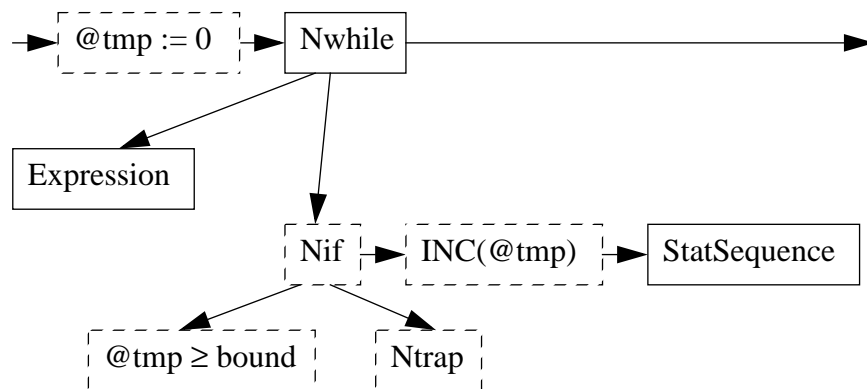 @tmp := 0
Nwhile
Expression
Nif
INC(@tmp)
StatSequence
@tmp ≥ bound
Ntrap